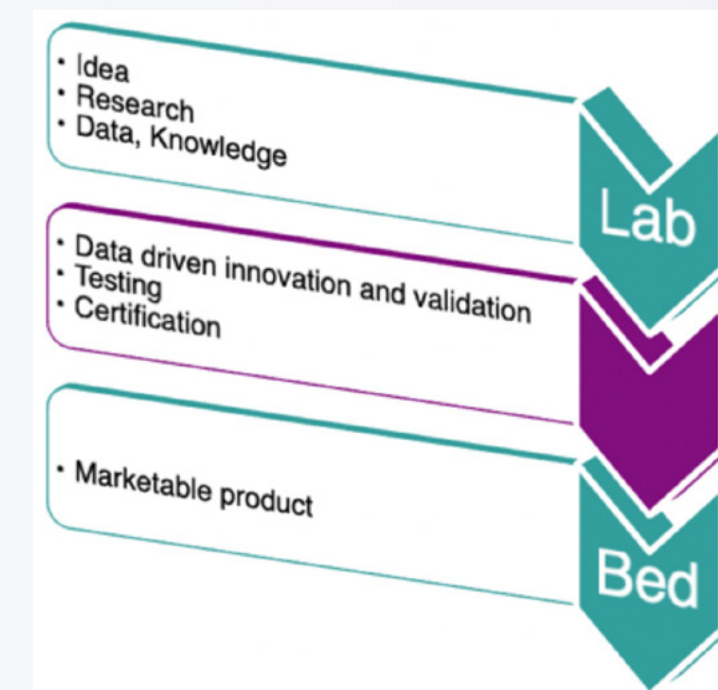 • Idea
• Research
• Data, Knowledge
Lab
• Data driven innovation and validation
• Testing
• Certification
• Marketable product
Bed